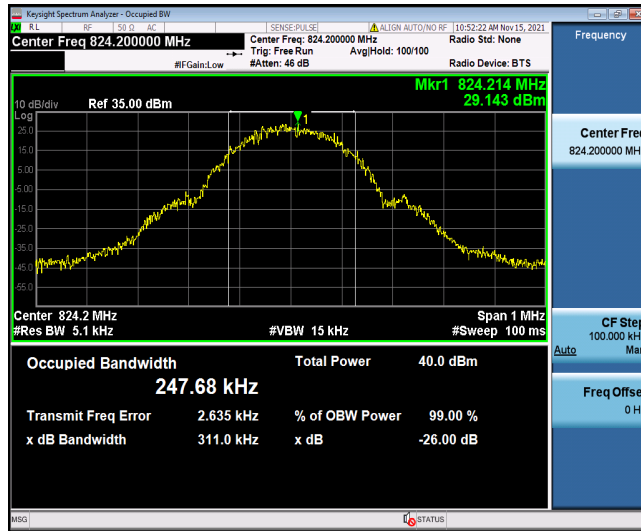 Keysight Spectrum Analyzer - Occupied BW
RL RF 50 Ω AC SENSE:PULSE ALIGN AUTO/NO RF 10:52:22 AM Nov 15, 2021
Center Freq 824.200000 MHz
Center Freq: 824.200000 MHz Radio Std: None
Trig: Free Run Avg|Hold: 100/100
#IFGain:Low #Atten: 46 dB Radio Device: BTS
Mkr1 824.214 MHz
29.143 dBm
10 dB/div Ref 35.00 dBm
Log
25.0
1
15.0
5.00
-5.00
-15.0
-25.0
-35.0
-45.0
-55.0
Center 824.2 MHz Span 1 MHz
#Res BW 5.1 kHz #VBW 15 kHz #Sweep 100 ms
Occupied Bandwidth Total Power 40.0 dBm
247.68 kHz
Transmit Freq Error 2.635 kHz % of OBW Power 99.00 %
x dB Bandwidth 311.0 kHz x dB -26.00 dB
MSG STATUS
Frequency
Center Fre
824.200000 MH
CF Ste
100.000 kH
Auto Ma
Freq Offse
0 H